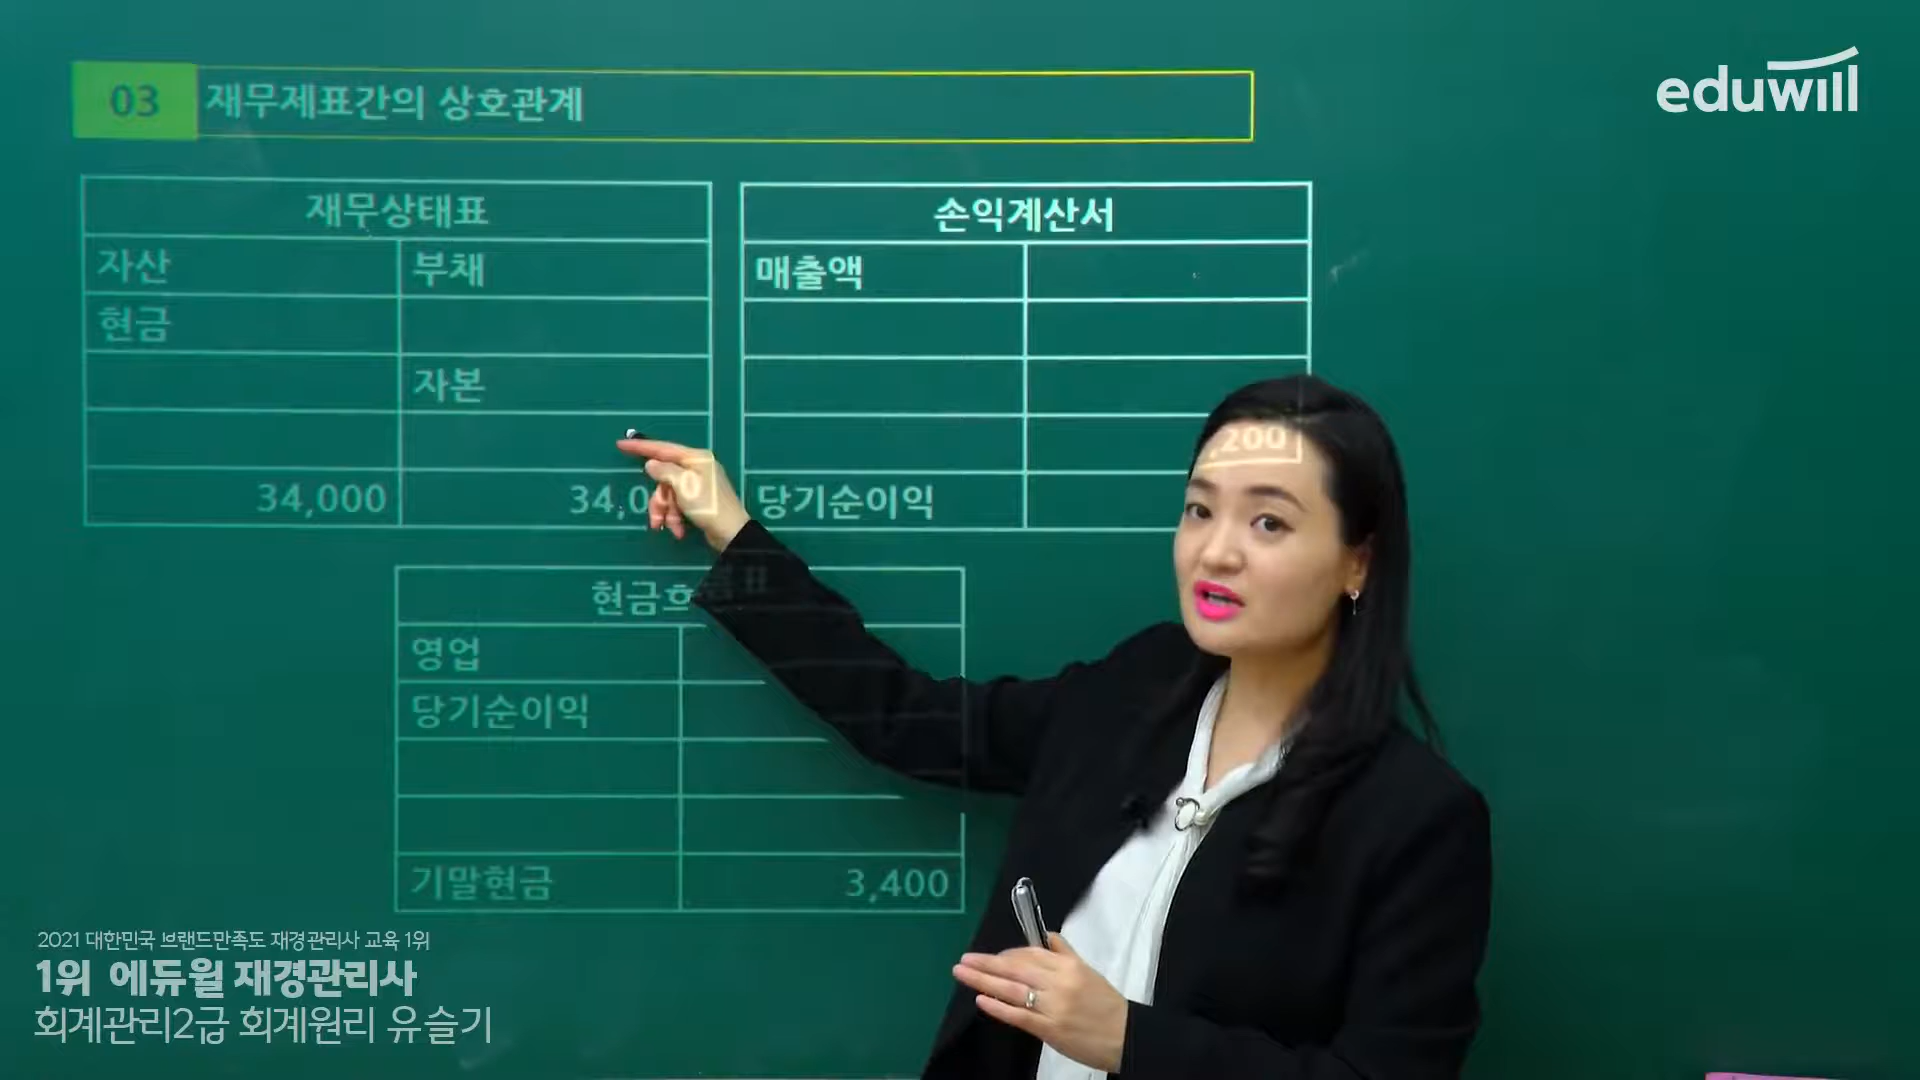 eduwill
03 재무제표간의 상호관계
재무상태표
자산 부채
현금
자본
34,000 34,000
손익계산서
매출액
,200
당기순이익
현금흐름표
영업
당기순이익
기말현금 3,400
2021 대한민국 브랜드만족도 재경관리사 교육 1위
1위 에듀윌 재경관리사
회계관리2급 회계원리 유슬기